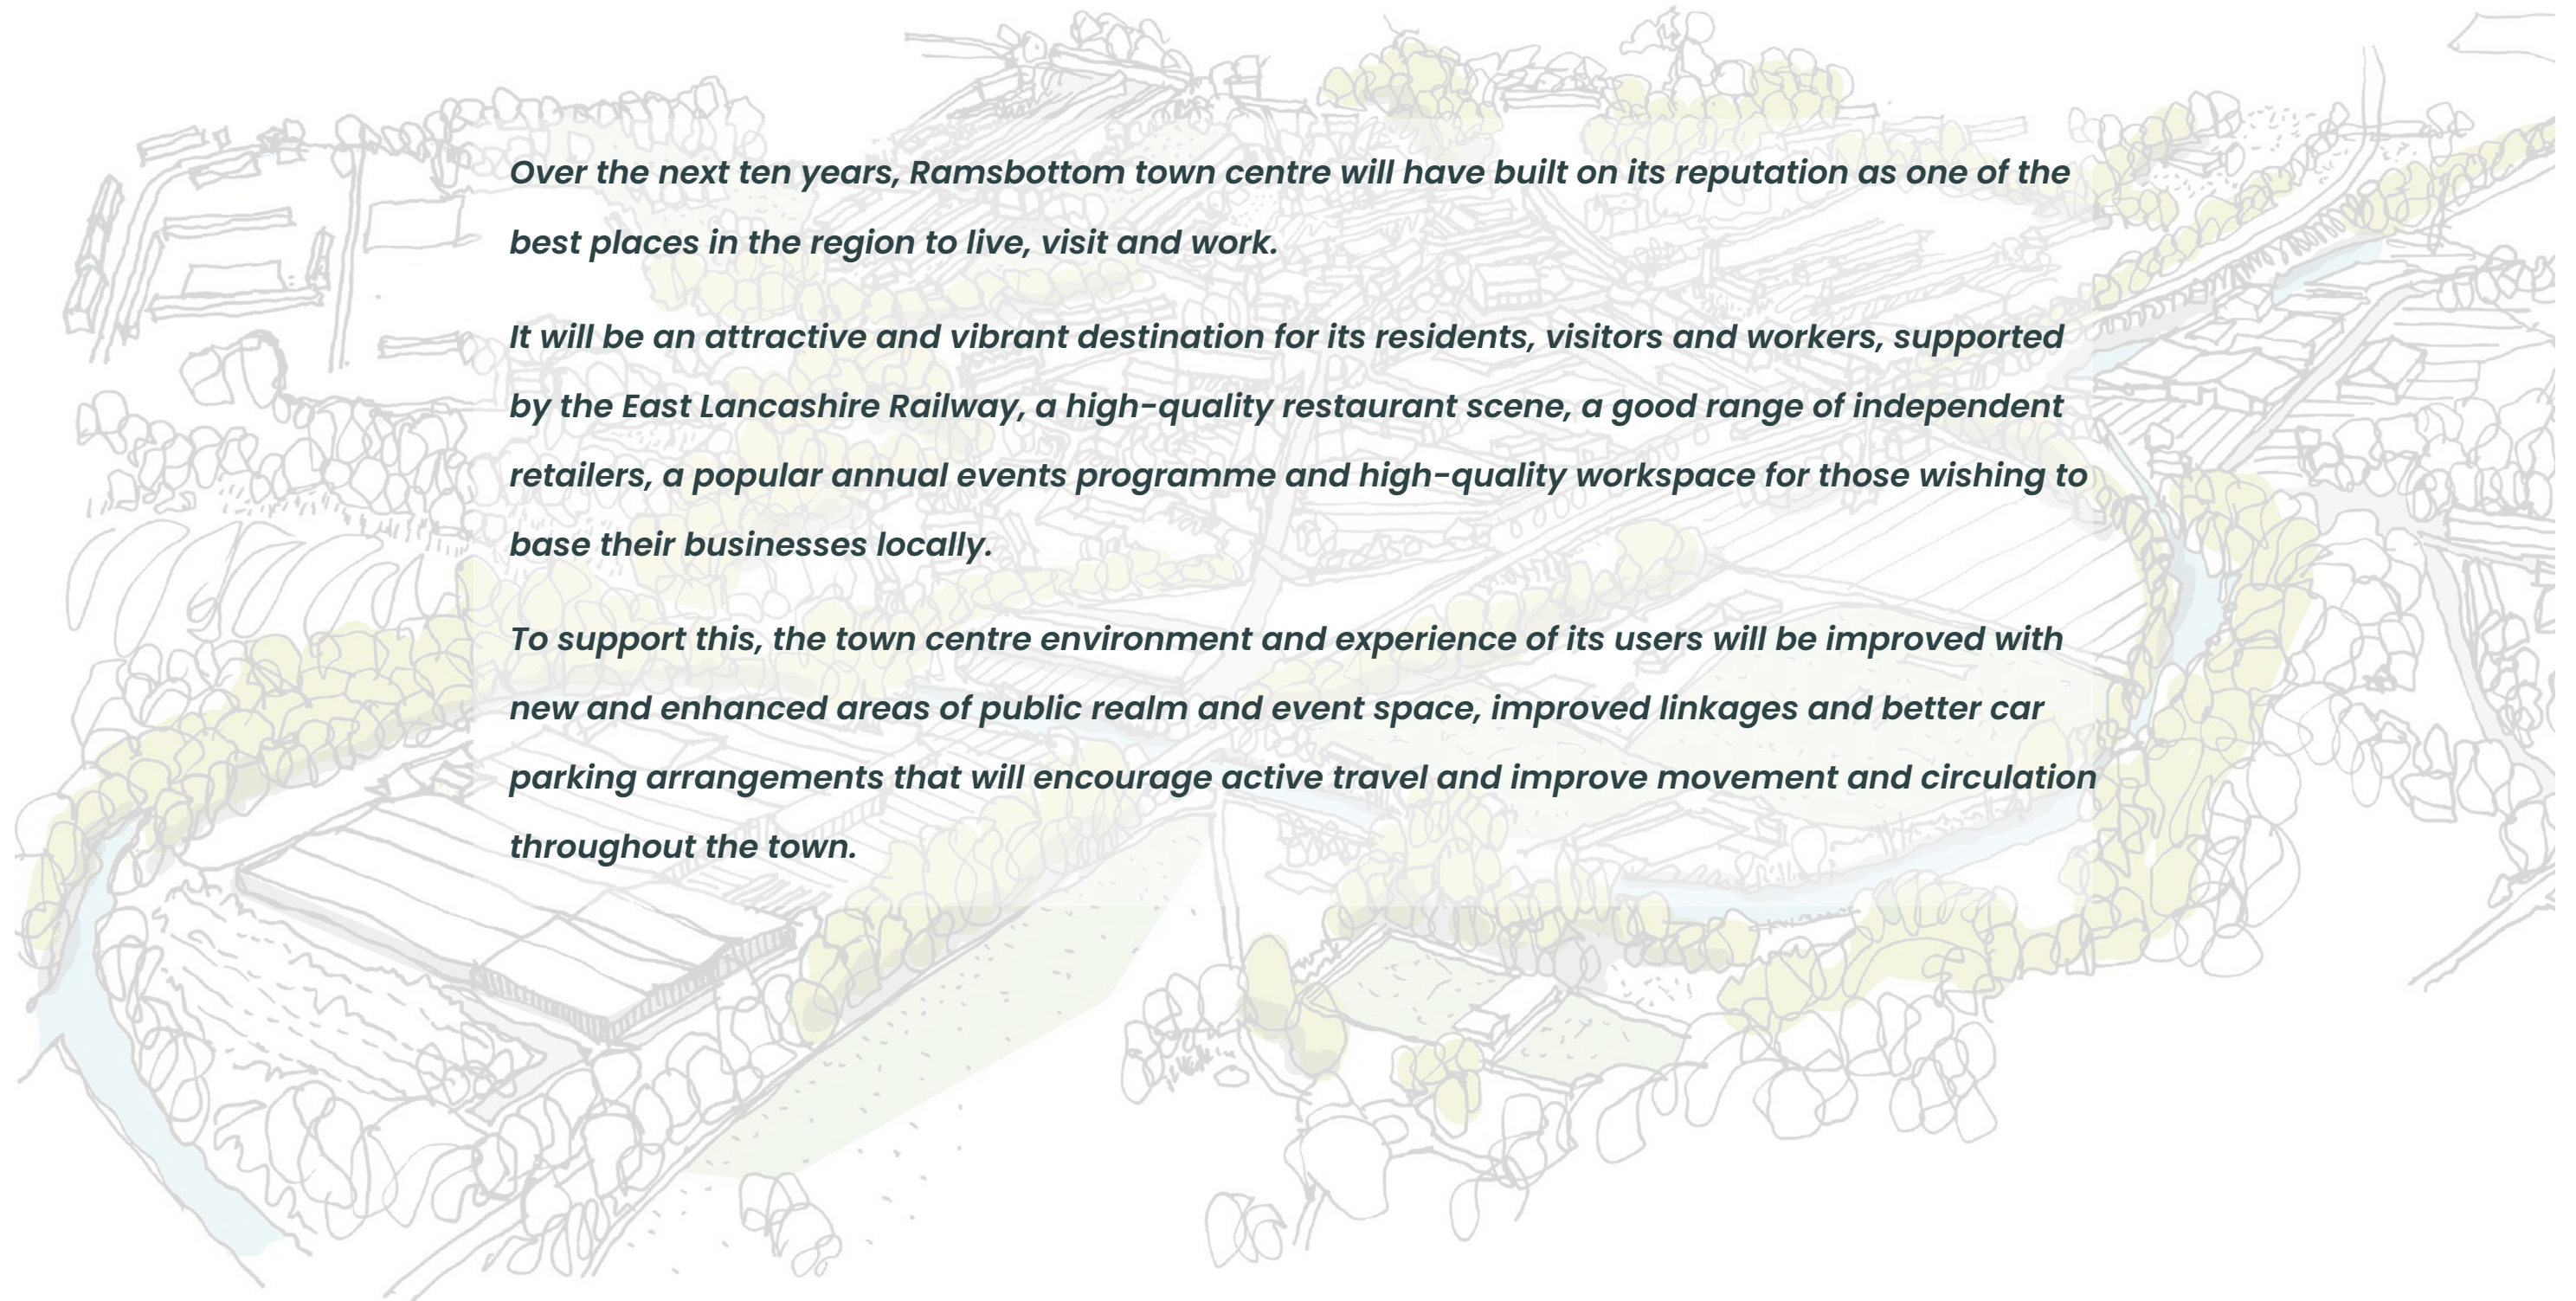 Over the next ten years, Ramsbottom town centre will have built on its reputation as one of the
best places in the region to live, visit and work.
It will be an attractive and vibrant destination for its residents, visitors and workers, supported
by the East Lancashire Railway, a high-quality restaurant scene, a good range of independent
retailers, a popular annual events programme and high-quality workspace for those wishing to
base their businesses locally.
To support this, the town centre environment and experience of its users will be improved with
new and enhanced areas of public realm and event space, improved linkages and better car
parking arrangements that will encourage active travel and improve movement and circulation
throughout the town.